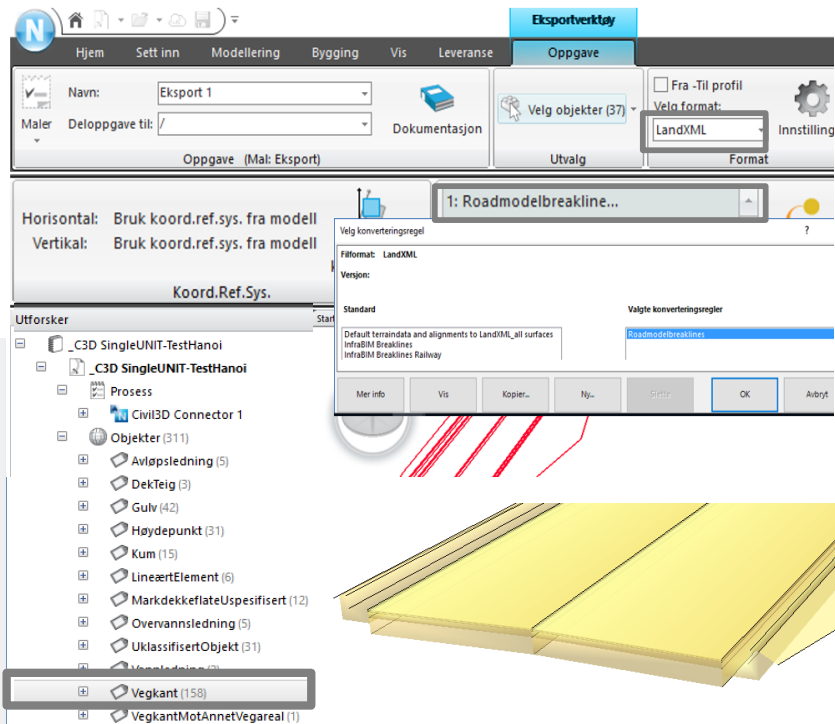 N
Eksportverktøy
Hjem Sett inn Modellering Bygging Vis Leveranse Oppgave
Maler
Navn: Eksport 1
Deloppgave til: /
Dokumentasjon
Oppgave (Mal: Eksport)
Velg objekter (37)
Utvalg
Fra -Til profil
Velg format:
LandXML
Innstilling
Format
Horisontal: Bruk koord.ref.sys. fra modell
Vertikal: Bruk koord.ref.sys. fra modell
Koord.Ref.Sys.
1: Roadmodelbreakline...
Velg konverteringsregel ?
Filformat: LandXML
Versjon:
Standard Valgte konverteringsregler
Default terraindata and alignments to LandXML_all surfaces
InfraBIM Breaklines
InfraBIM Breaklines Railway
Roadmodelbreaklines
Mer info Vis Kopier... Ny... Slette OK Avbryt
Utforsker
Start
_C3D SingleUNIT-TestHanoi
_C3D SingleUNIT-TestHanoi
Prosess
Civil3D Connector 1
Objekter (311)
Avløpsledning (5)
DekTeig (3)
Gulv (42)
Høydepunkt (31)
Kum (15)
LineærtElement (6)
MarkdekkeflateUspesifisert (12)
Overvannsledning (5)
UklassifisertObjekt (31)
Vegkant (158)
VegkantMotAnnetVegareal (1)